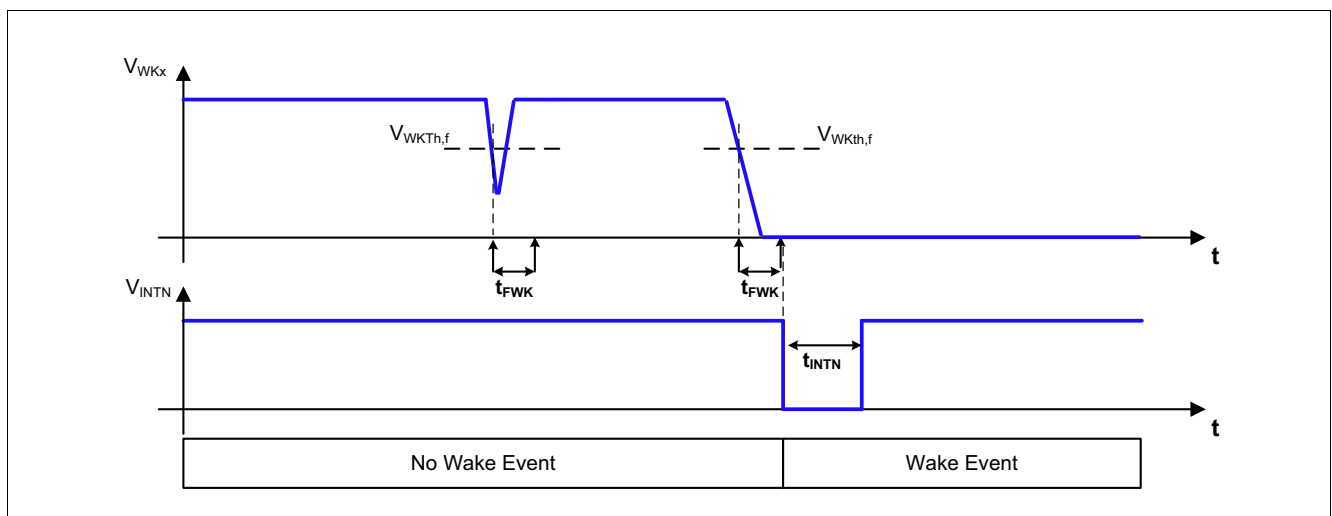 VWKx
VWKTh,f
VWKth,f
t
tFWK
tFWK
VINTN
tINTN
t
No Wake Event
Wake Event